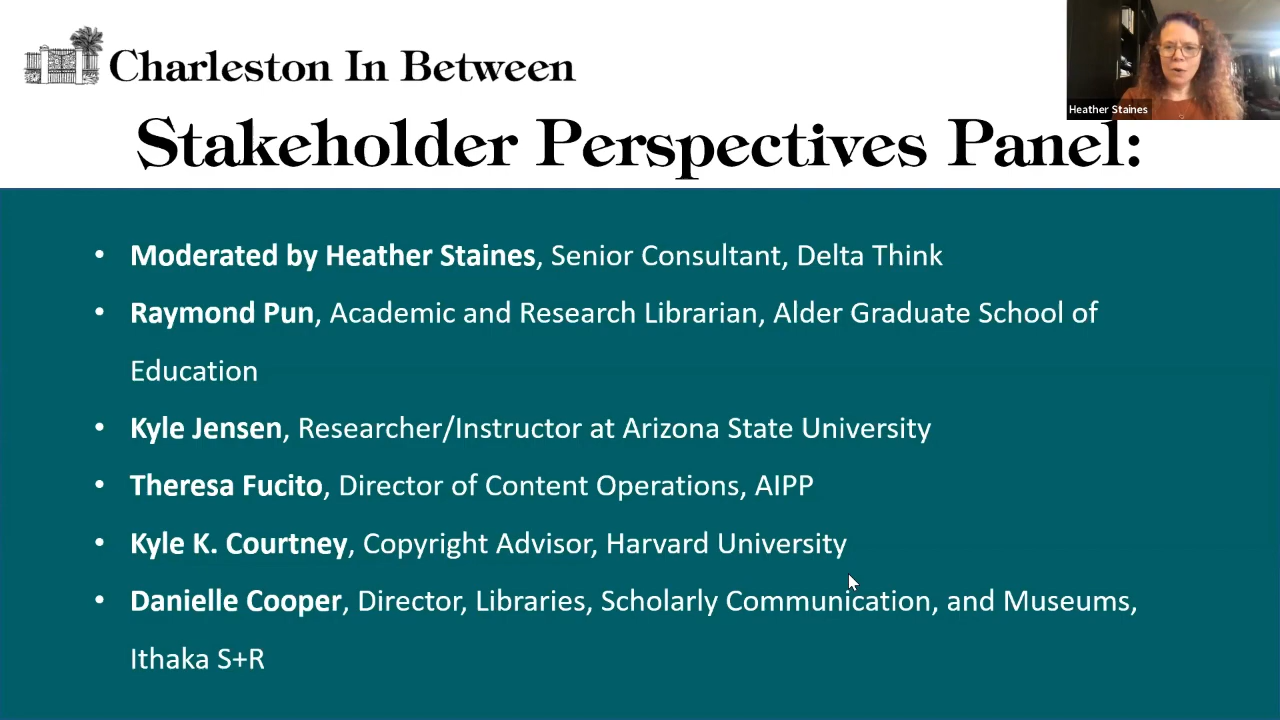 Charleston In Between
Heather Staines
Stakeholder Perspectives Panel:
• Moderated by Heather Staines, Senior Consultant, Delta Think
• Raymond Pun, Academic and Research Librarian, Alder Graduate School of
Education
• Kyle Jensen, Researcher/Instructor at Arizona State University
• Theresa Fucito, Director of Content Operations, AIPP
• Kyle K. Courtney, Copyright Advisor, Harvard University
• Danielle Cooper, Director, Libraries, Scholarly Communication, and Museums,
Ithaka S+R